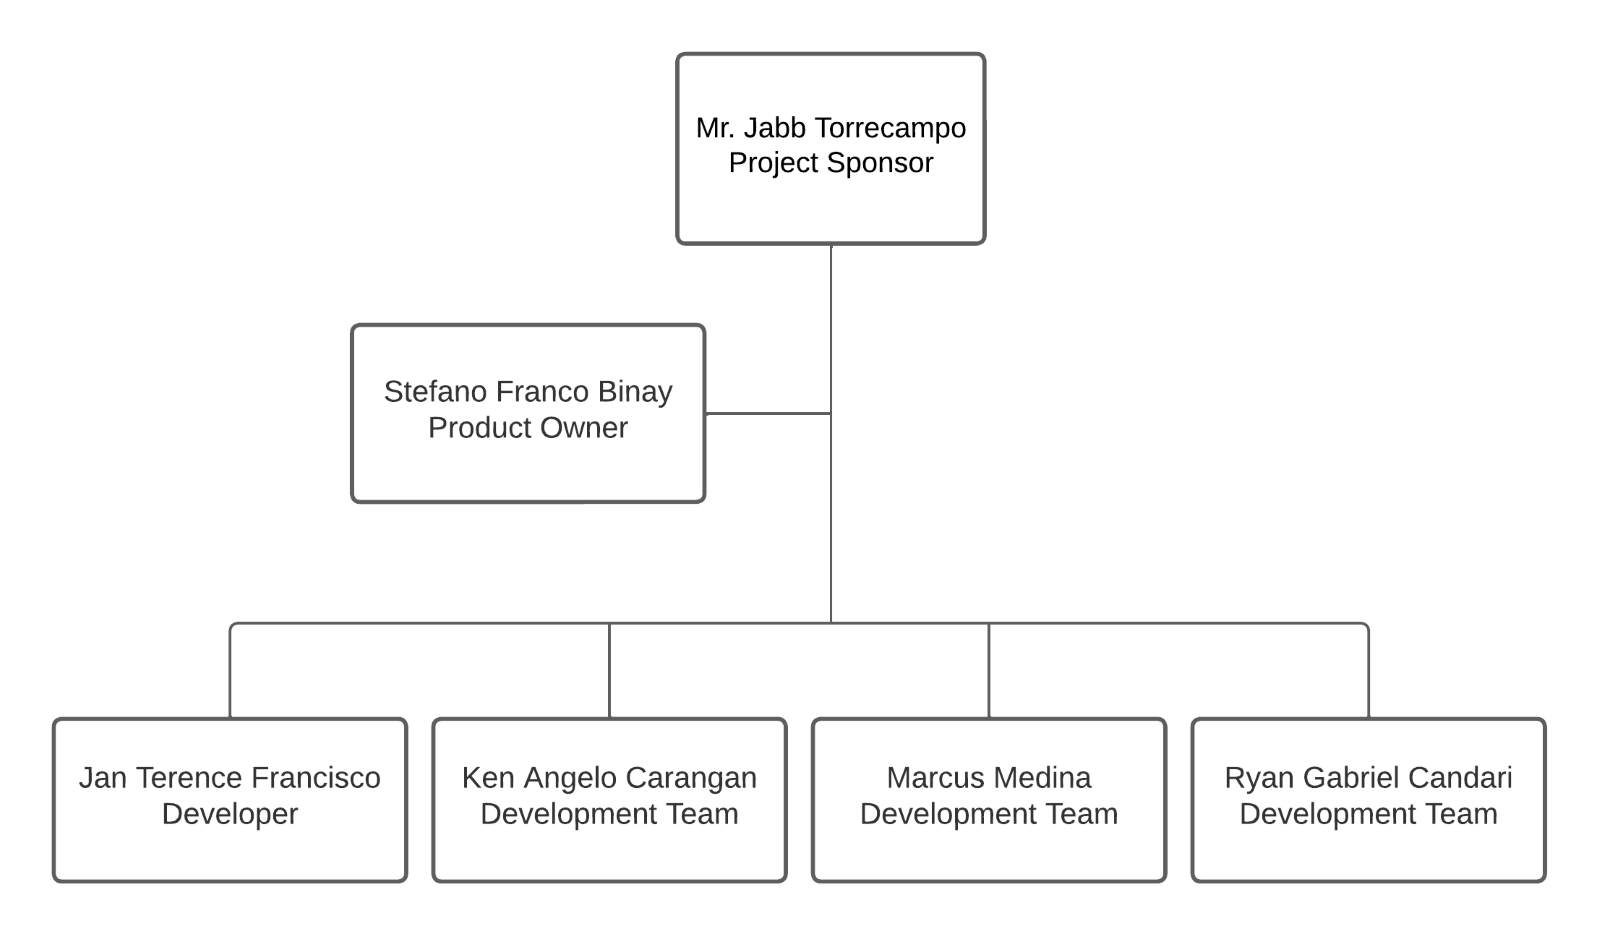 Mr. Jabb Torrecampo
Project Sponsor
Stefano Franco Binay
Product Owner
Jan Terence Francisco
Developer
Ken Angelo Carangan
Development Team
Marcus Medina
Development Team
Ryan Gabriel Candari
Development Team